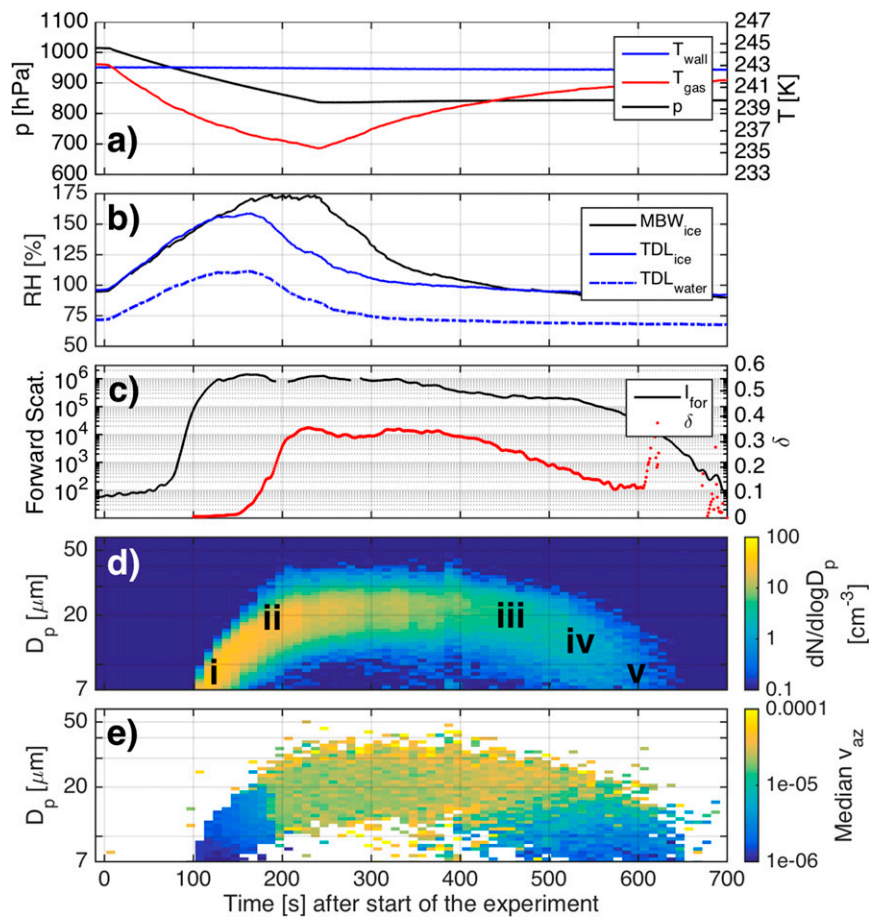 1100
1000
900
800
700
600
p [hPa]
a)
T_wall
T_gas
p
247
245
243
241
239
237
235
233
T [K]
175
150
125
100
75
50
RH [%]
b)
MBW_ice
TDL_ice
TDL_water
10^6
10^5
10^4
10^3
10^2
Forward Scat.
c)
I_for
δ
0.6
0.5
0.4
0.3
0.2
0.1
0
δ
50
20
7
D_p [μm]
d)
i
ii
iii
iv
v
100
10
1
0.1
dN/dlogD_p
[cm^-3]
50
20
7
D_p [μm]
e)
0.0001
1e-05
1e-06
Median v_az
0 100 200 300 400 500 600 700
Time [s] after start of the experiment